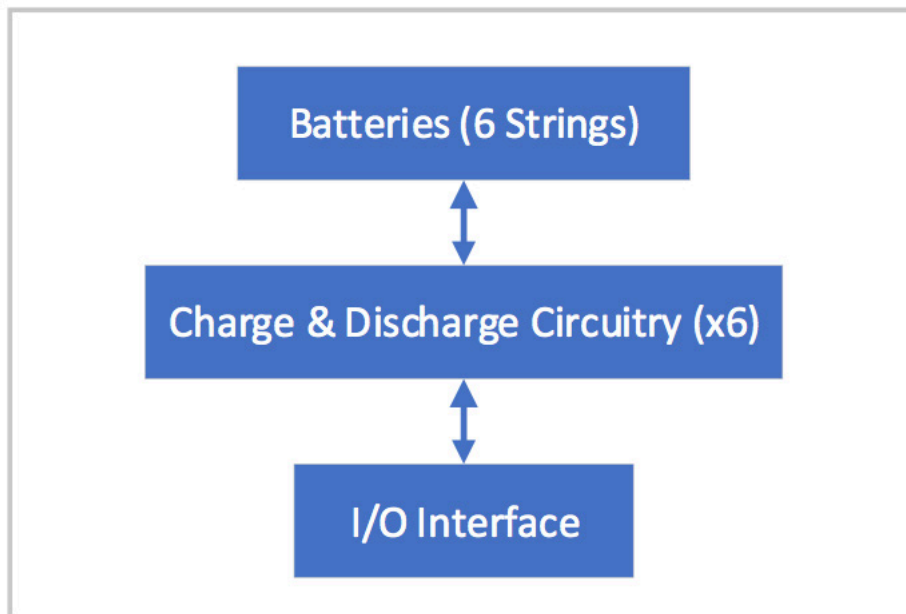 Batteries (6 Strings)
Charge & Discharge Circuitry (x6)
I/O Interface